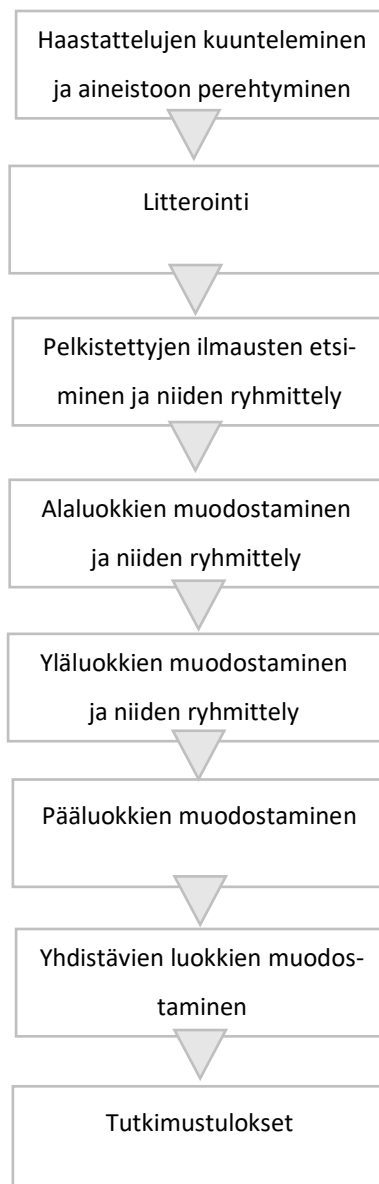 Haastattelujen kuunteleminen
ja aineistoon perehtyminen
Litterointi
Pelkistettyjen ilmausten etsi-
minen ja niiden ryhmittely
Alaluokkien muodostaminen
ja niiden ryhmittely
Yläluokkien muodostaminen
ja niiden ryhmittely
Pääluokkien muodostaminen
Yhdistävien luokkien muodos-
taminen
Tutkimustulokset